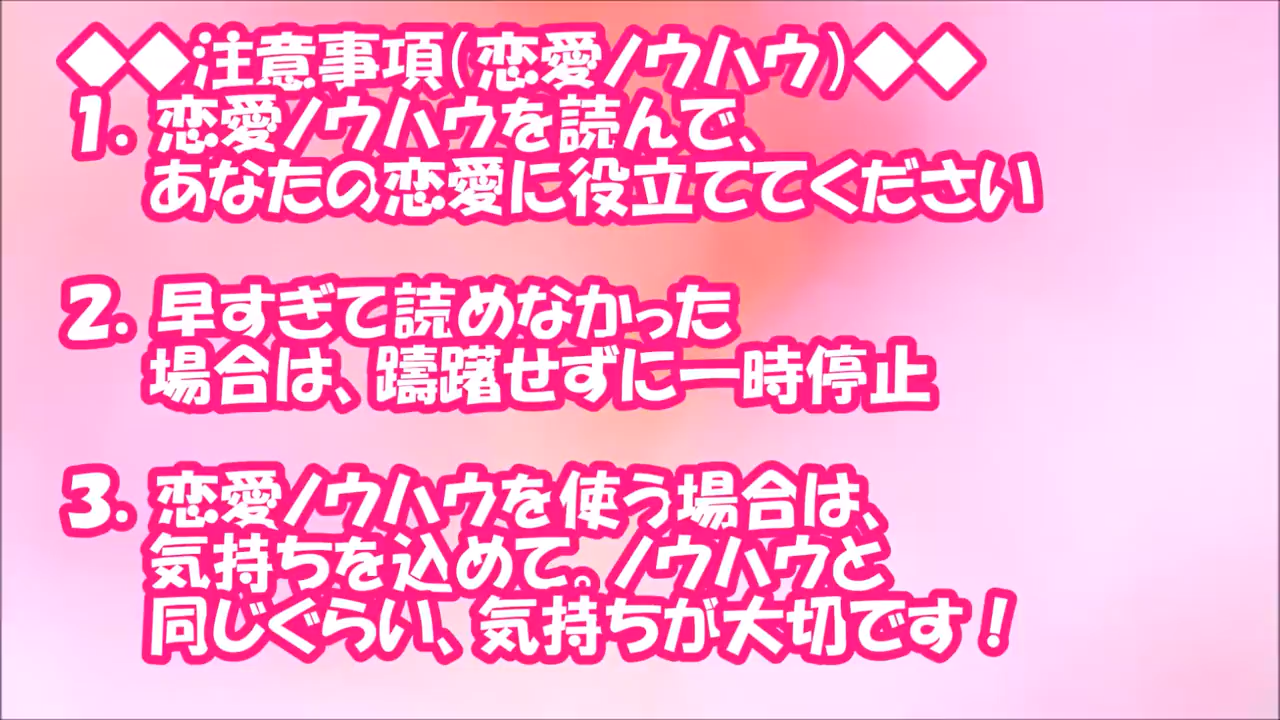 ◆◆注意事項(恋愛ノウハウ)◆◆
1. 恋愛ノウハウを読んで、
あなたの恋愛に役立ててください
2. 早すぎて読めなかった
場合は、躊躇せずに一時停止
3. 恋愛ノウハウを使う場合は、
気持ちを込めて。ノウハウと
同じぐらい、気持ちが大切です！